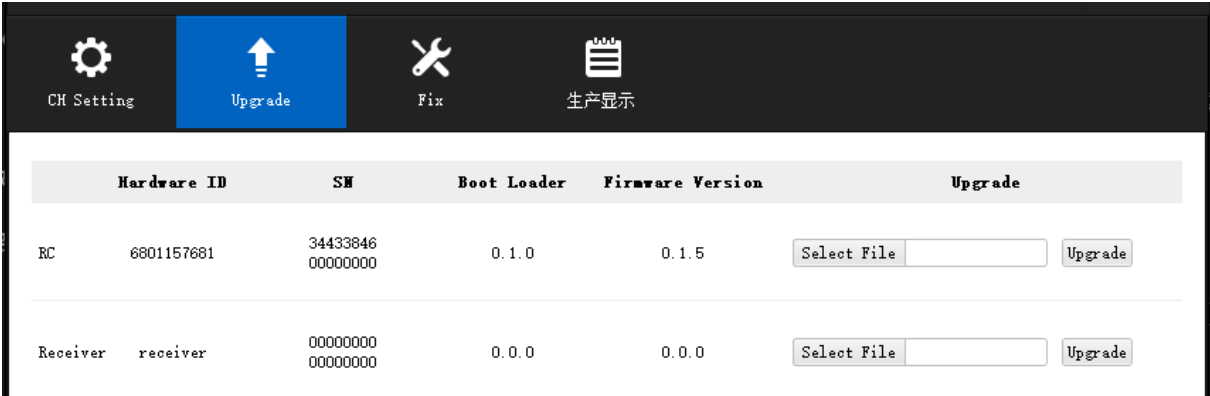 CH Setting Upgrade Fix 生产显示
Hardware ID SN Boot Loader Firmware Version Upgrade
RC 6801157681 34433846 00000000 0.1.0 0.1.5 Select File Upgrade
Receiver receiver 00000000 00000000 0.0.0 0.0.0 Select File Upgrade